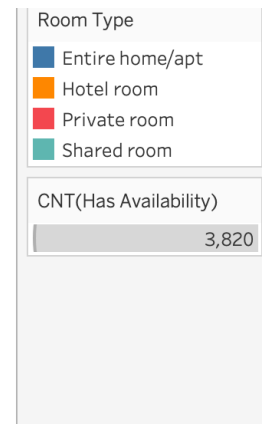 Room Type
Entire home/apt
Hotel room
Private room
Shared room
CNT(Has Availability)
3,820